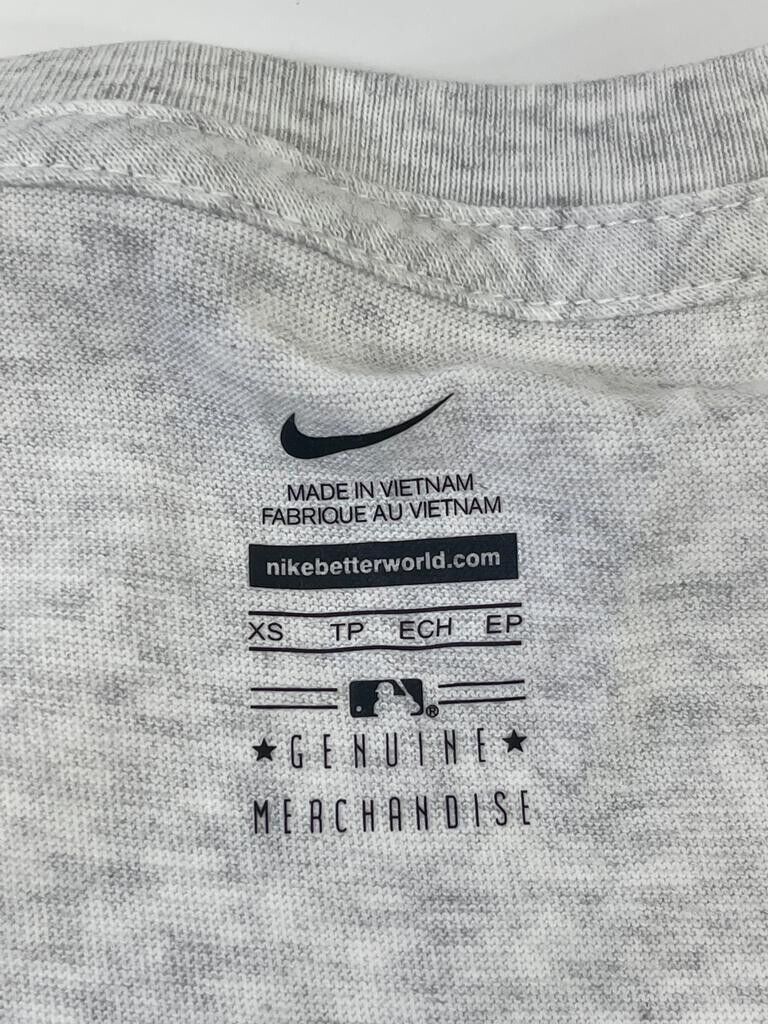 MADE IN VIETNAM
FABRIQUE AU VIETNAM
nikebetterworld.com
XS TP ECH EP
®
★ GENUINE ★
MERCHANDISE